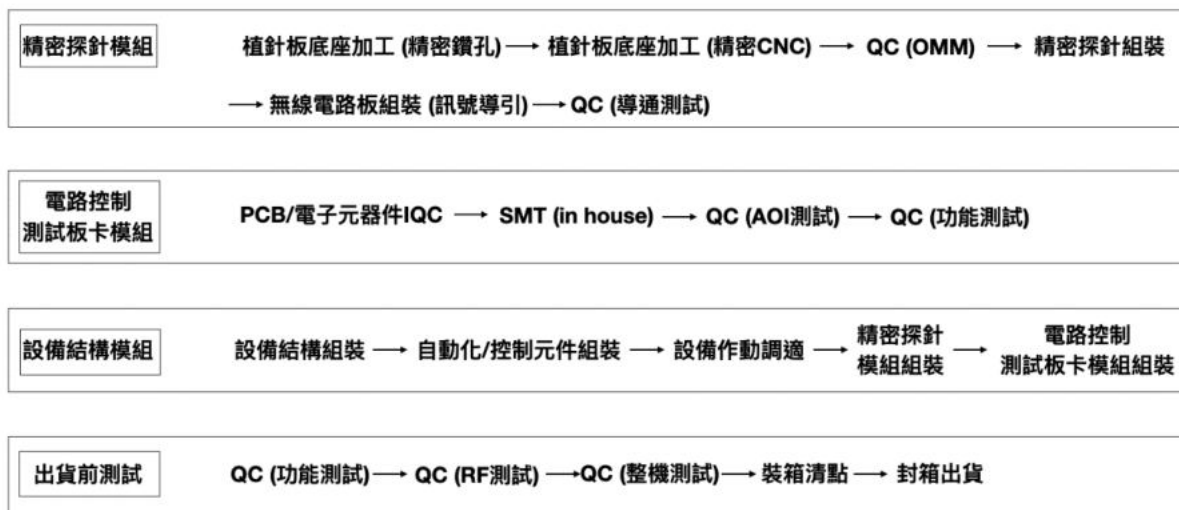 精密探針模組
植針板底座加工 (精密鑽孔) → 植針板底座加工 (精密CNC) → QC (OMM) → 精密探針組裝
→ 無線電路板組裝 (訊號導引) → QC (導通測試)
電路控制
測試板卡模組
PCB/電子元器件IQC → SMT (in house) → QC (AOI測試) → QC (功能測試)
設備結構模組
設備結構組裝 → 自動化/控制元件組裝 → 設備作動調適 → 精密探針
模組組裝 → 電路控制
測試板卡模組組裝
出貨前測試
QC (功能測試) → QC (RF測試) → QC (整機測試) → 裝箱清點 → 封箱出貨